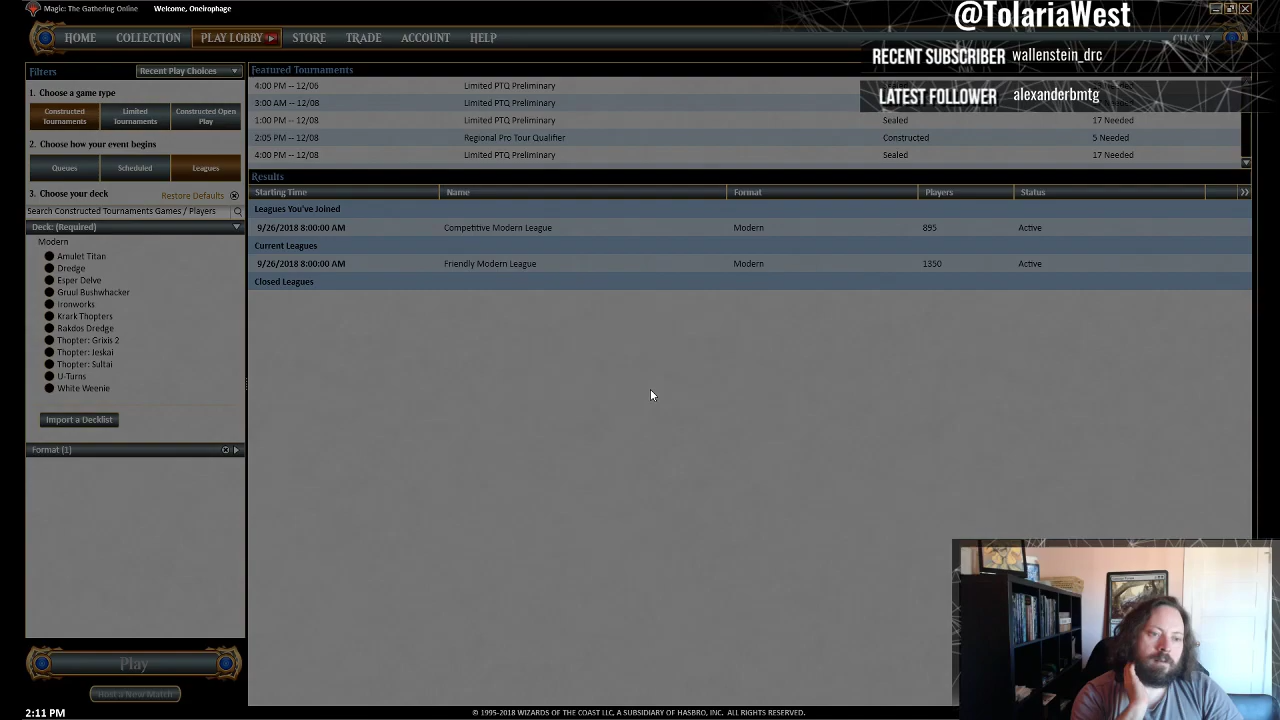 Magic: The Gathering Online Welcome, Oneirophage
@TolariaWest
HOME COLLECTION PLAY LOBBY STORE TRADE ACCOUNT HELP CHAT
RECENT SUBSCRIBER wallenstein_drc
LATEST FOLLOWER alexanderbmtg
Filters Recent Play Choices
1. Choose a game type
Constructed Tournaments Limited Tournaments Constructed Open Play
2. Choose how your event begins
Queues Scheduled Leagues
3. Choose your deck Restore Defaults
Search Constructed Tournaments Games / Players
Deck: (Required)
Modern
Amulet Titan
Dredge
Esper Delve
Gruul Bushwhacker
Ironworks
Krark Thopters
Rakdos Dredge
Thopter: Grixis 2
Thopter: Jeskai
Thopter: Sultai
U-Turns
White Weenie
Import a Decklist
Format (1)
Play
Host a New Match
2:11 PM
Featured Tournaments
4:00 PM -- 12/06 Limited PTQ Preliminary
3:00 AM -- 12/08 Limited PTQ Preliminary
1:00 PM -- 12/08 Limited PTQ Preliminary Sealed 17 Needed
2:05 PM -- 12/08 Regional Pro Tour Qualifier Constructed 5 Needed
4:00 PM -- 12/08 Limited PTQ Preliminary Sealed 17 Needed
Results
Starting Time Name Format Players Status
Leagues You've Joined
9/26/2018 8:00:00 AM Competitive Modern League Modern 895 Active
Current Leagues
9/26/2018 8:00:00 AM Friendly Modern League Modern 1350 Active
Closed Leagues
© 1995-2018 WIZARDS OF THE COAST LLC, A SUBSIDIARY OF HASBRO, INC. ALL RIGHTS RESERVED.